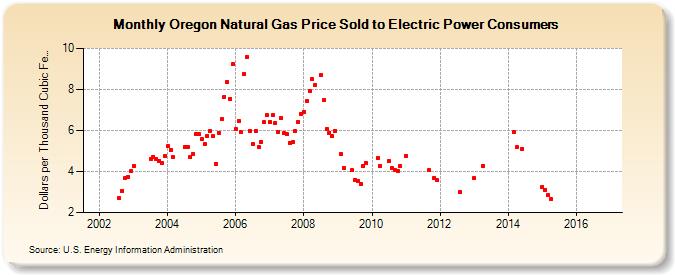 Monthly Oregon Natural Gas Price Sold to Electric Power Consumers
Dollars per Thousand Cubic Fe...
10
8
6
4
2
2002 2004 2006 2008 2010 2012 2014 2016
Source: U.S. Energy Information Administration